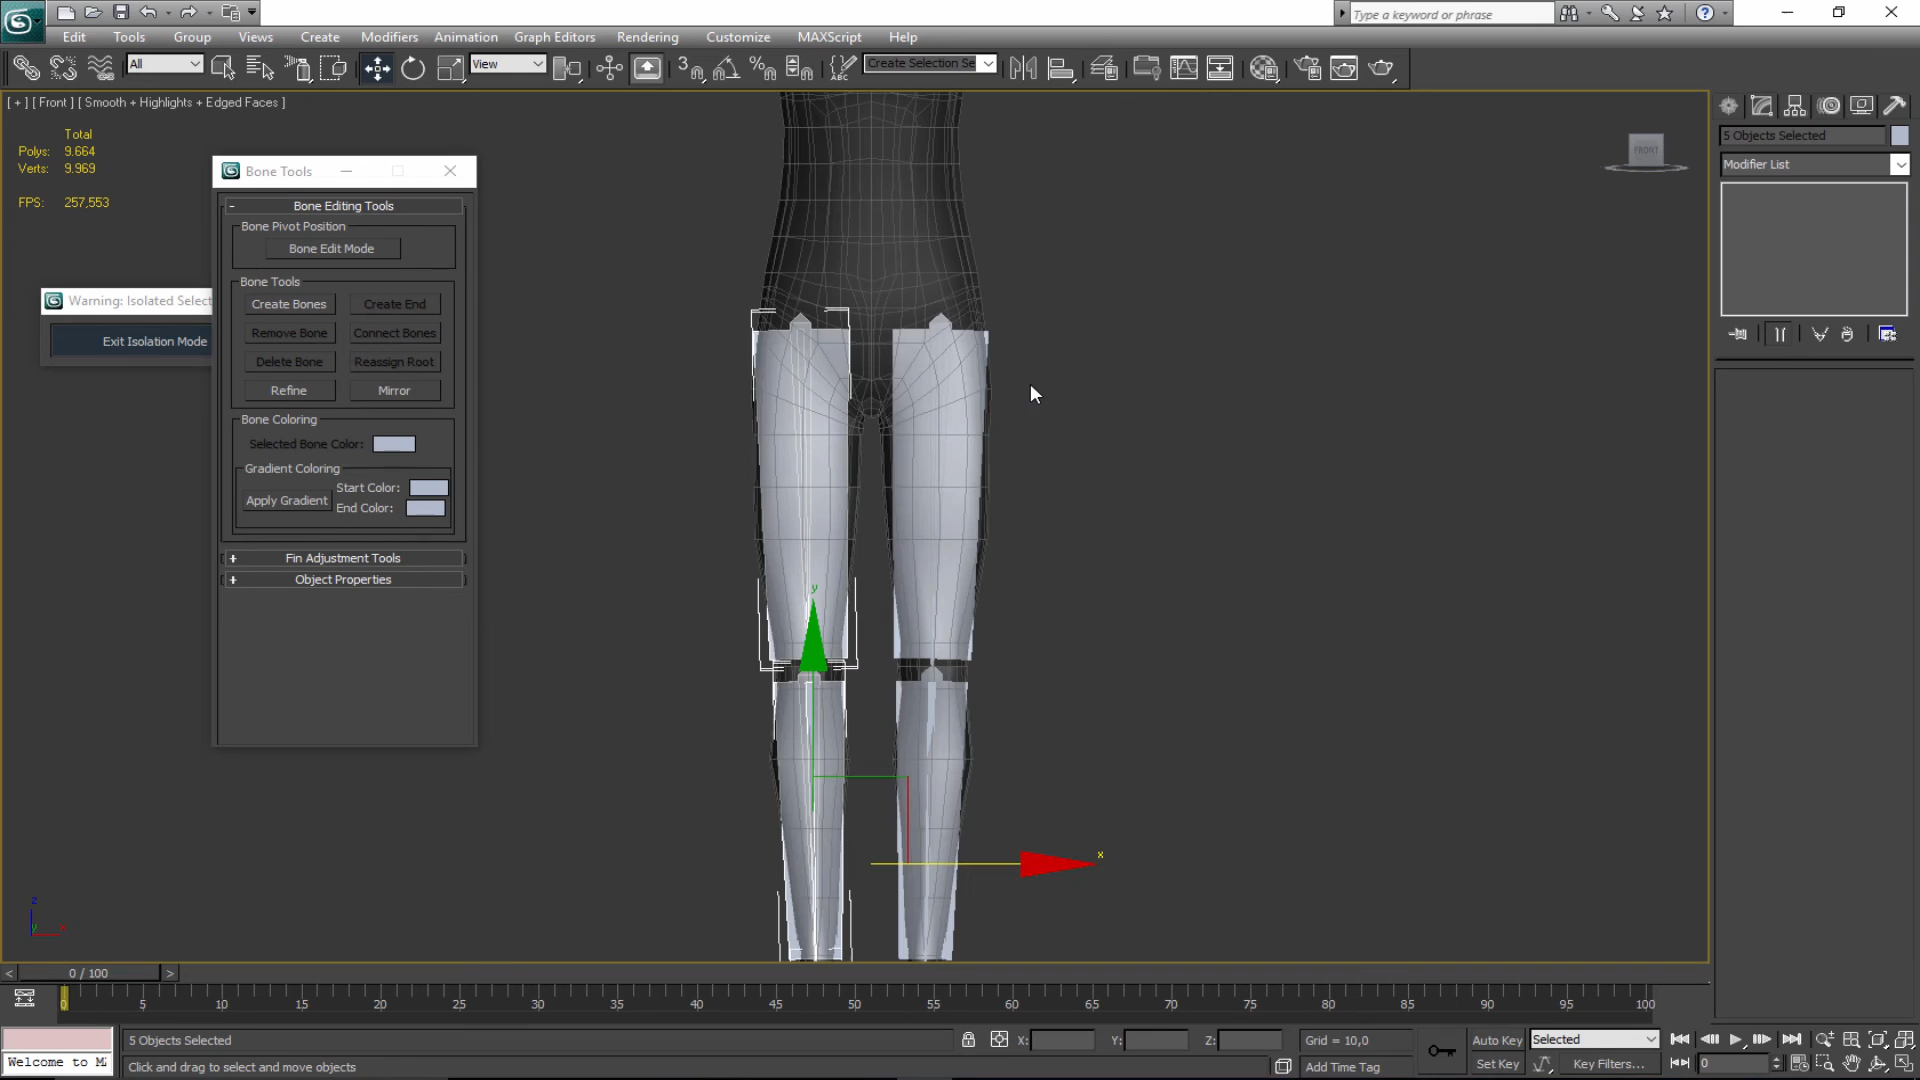 Type a keyword or phrase
Edit Tools Group Views Create Modifiers Animation Graph Editors Rendering Customize MAXScript Help
All View Create Selection Se
[ + ] [ Front ] [ Smooth + Highlights + Edged Faces ]
Total
Polys: 9.664
Verts: 9.969
FPS: 257,553
FRONT
5 Objects Selected
Modifier List
Bone Tools
Bone Editing Tools
Bone Pivot Position
Bone Edit Mode
Bone Tools
Create Bones Create End
Remove Bone Connect Bones
Delete Bone Reassign Root
Refine Mirror
Bone Coloring
Selected Bone Color:
Gradient Coloring
Apply Gradient Start Color:
End Color:
Fin Adjustment Tools
Object Properties
Warning: Isolated Select
Exit Isolation Mode
y
x
z
y
x
0 / 100
0 5 10 15 20 25 30 35 40 45 50 55 60 65 70 75 80 85 90 95 100
5 Objects Selected X: Y: Z: Grid = 10,0 Auto Key Selected
Welcome to M Click and drag to select and move objects Add Time Tag Set Key Key Filters... 0